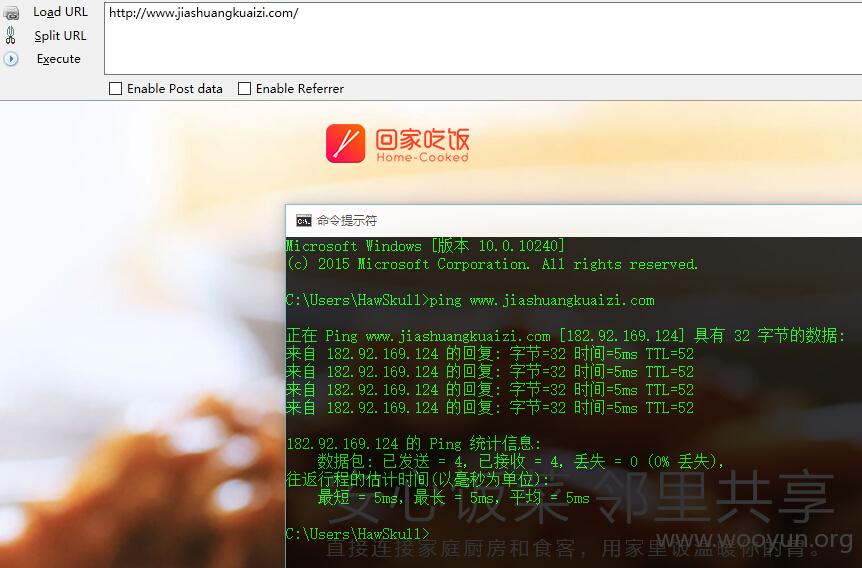 Load URL
http://www.jiashuangkuaizi.com/
Split URL
Execute
Enable Post data
Enable Referrer
回家吃饭
Home-Cooked
命令提示符
Microsoft Windows [版本 10.0.10240]
(c) 2015 Microsoft Corporation. All rights reserved.
C:\Users\HawSkull>ping www.jiashuangkuaizi.com
正在 Ping www.jiashuangkuaizi.com [182.92.169.124] 具有 32 字节的数据:
来自 182.92.169.124 的回复: 字节=32 时间=5ms TTL=52
来自 182.92.169.124 的回复: 字节=32 时间=5ms TTL=52
来自 182.92.169.124 的回复: 字节=32 时间=5ms TTL=52
来自 182.92.169.124 的回复: 字节=32 时间=5ms TTL=52
182.92.169.124 的 Ping 统计信息:
数据包: 已发送 = 4，已接收 = 4，丢失 = 0 (0% 丢失)，
往返行程的估计时间(以毫秒为单位):
最短 = 5ms，最长 = 5ms，平均 = 5ms
安心饭菜 邻里共享
C:\Users\HawSkull>
www.wooyun.org
直接连接家庭厨房和食客，用家里饭温暖你的胃。